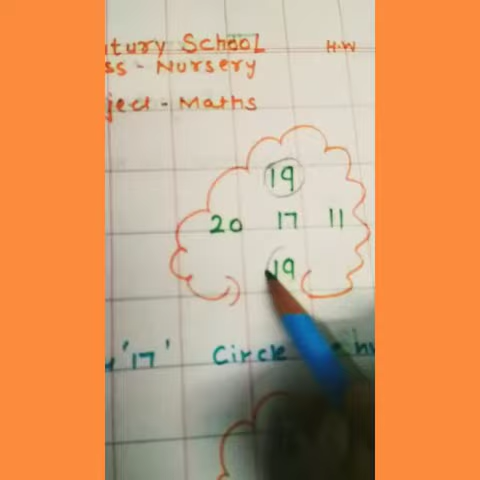 tury School H.W
ss - Nursery
ject - Maths
19
20 17 11
19
'17' Circle